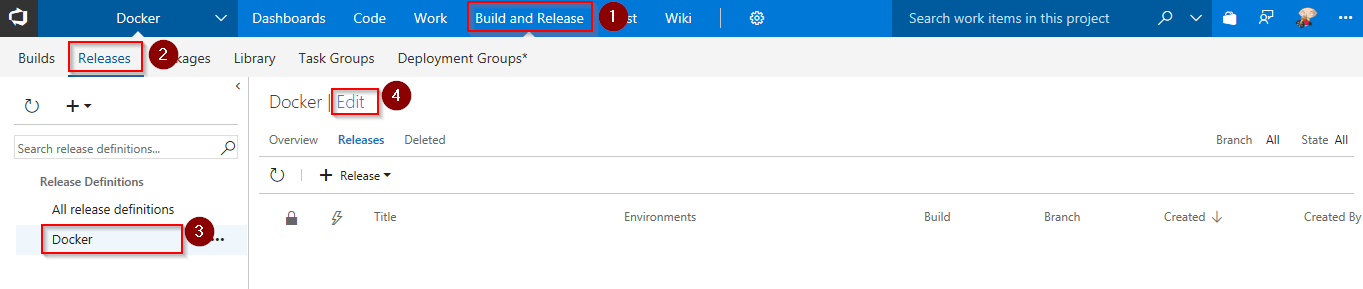 Docker Dashboards Code Work Build and Release 1 st Wiki Search work items in this project
Builds Releases 2 kages Library Task Groups Deployment Groups*
Docker | Edit 4
Overview Releases Deleted Branch All State All
Search release definitions...
Release
Release Definitions
All release definitions
Title Environments Build Branch Created Created By
Docker 3